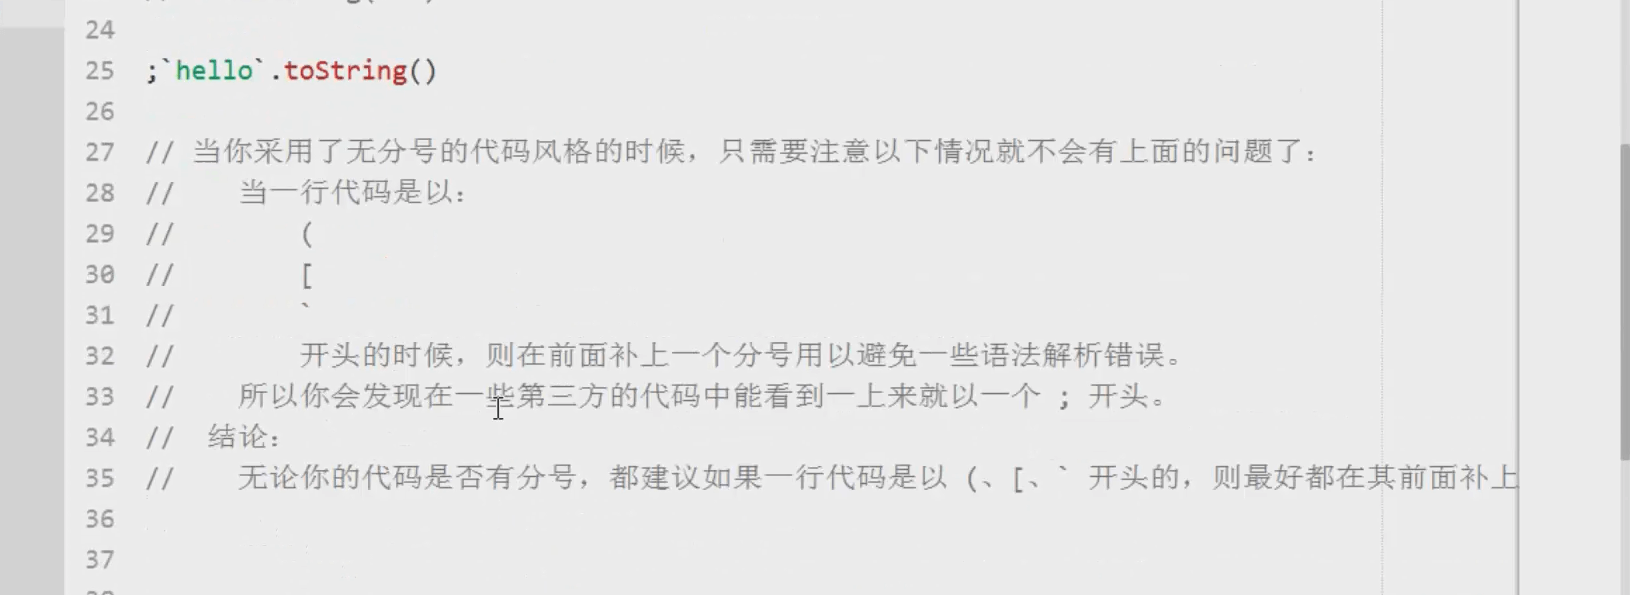 24
25 ;`hello`.toString()
26
27 // 当你采用了无分号的代码风格的时候，只需要注意以下情况就不会有上面的问题了：
28 // 当一行代码是以：
29 // (
30 // [
31 // `
32 // 开头的时候，则在前面补上一个分号用以避免一些语法解析错误。
33 // 所以你会发现在一些第三方的代码中能看到一上来就以一个 ; 开头。
34 // 结论：
35 // 无论你的代码是否有分号，都建议如果一行代码是以 (、[、` 开头的，则最好都在其前面补上
36
37